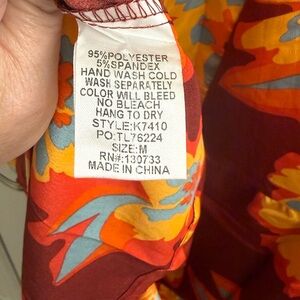 95%POLYESTER
5%SPANDEX
HAND WASH COLD
WASH SEPARATELY
COLOR WILL BLEED
NO BLEACH
HANG TO DRY
STYLE:K7410
PO:TL76224
SIZE:M
RN#:130733
MADE IN CHINA